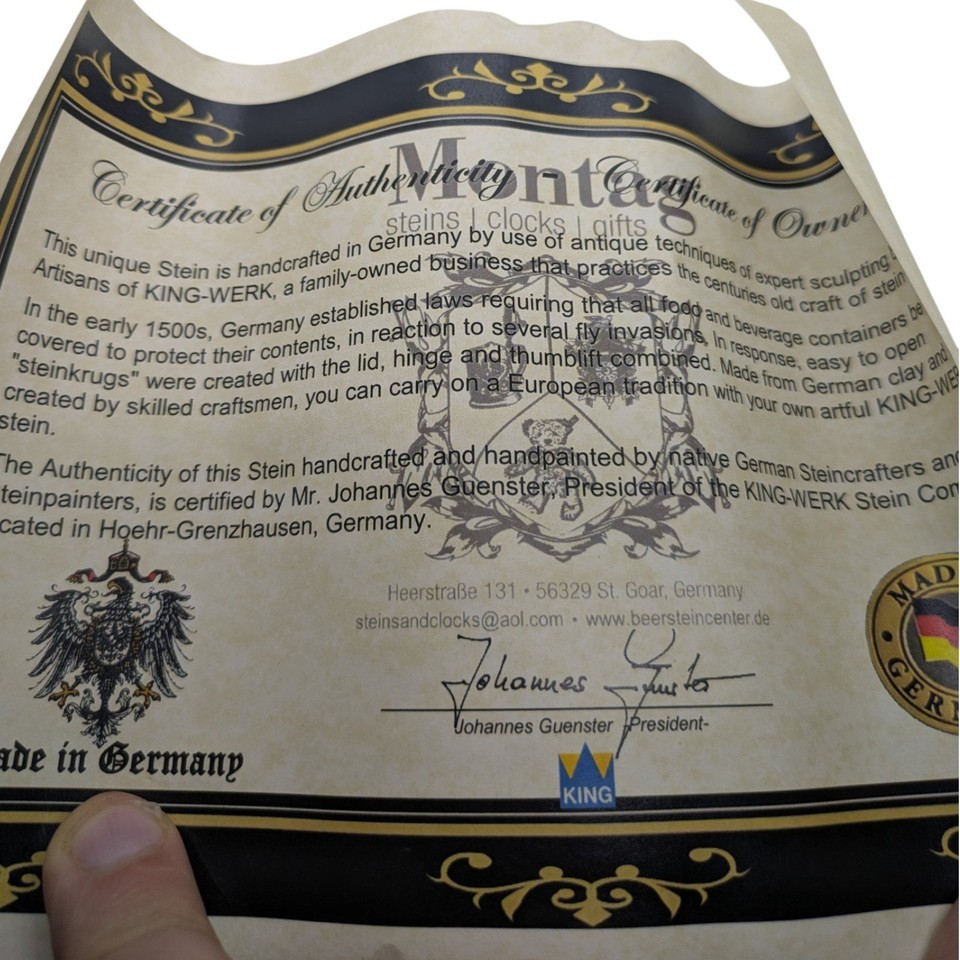 Montag
steins | clocks | gifts
Certificate of Authenticity - Certificate of
This unique Stein is handcrafted in Germany by use of antique techniques of expert sculpting
Artisans of KING-WERK, a family-owned business that practices the centuries old craft of stein
In the early 1500s, Germany established laws requiring that all food and beverage containers be
covered to protect their contents, in reaction to several fly invasions. In response, easy to open
"steinkrugs" were created with the lid, hinge and thumblift combined. Made from German clay and
created by skilled craftsmen, you can carry on a European tradition with your own artful
stein.
The Authenticity of this Stein handcrafted and handpainted by native German Steincrafters
teinpainters, is certified by Mr. Johannes Guenster, President of the KING-WERK Stein
cated in Hoehr-Grenzhausen, Germany.
Heerstraße 131 • 56329 St. Goar, Germany
steinsandclocks@aol.com • www.beersteincenter.de
Johannes Guenster
Johannes Guenster -President-
ade in Germany
KING
MAD
GER